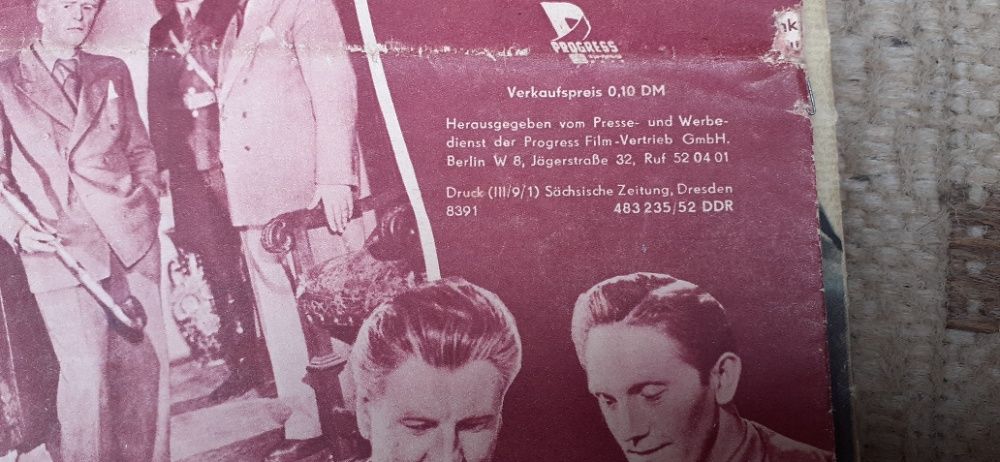 PROGRESS
Verkaufspreis 0,10 DM
Herausgegeben vom Presse- und Werbe-
dienst der Progress Film-Vertrieb GmbH.
Berlin W 8, Jägerstraße 32, Ruf 52 04 01
Druck (III/9/1) Sächsische Zeitung, Dresden
8391 483 235/52 DDR